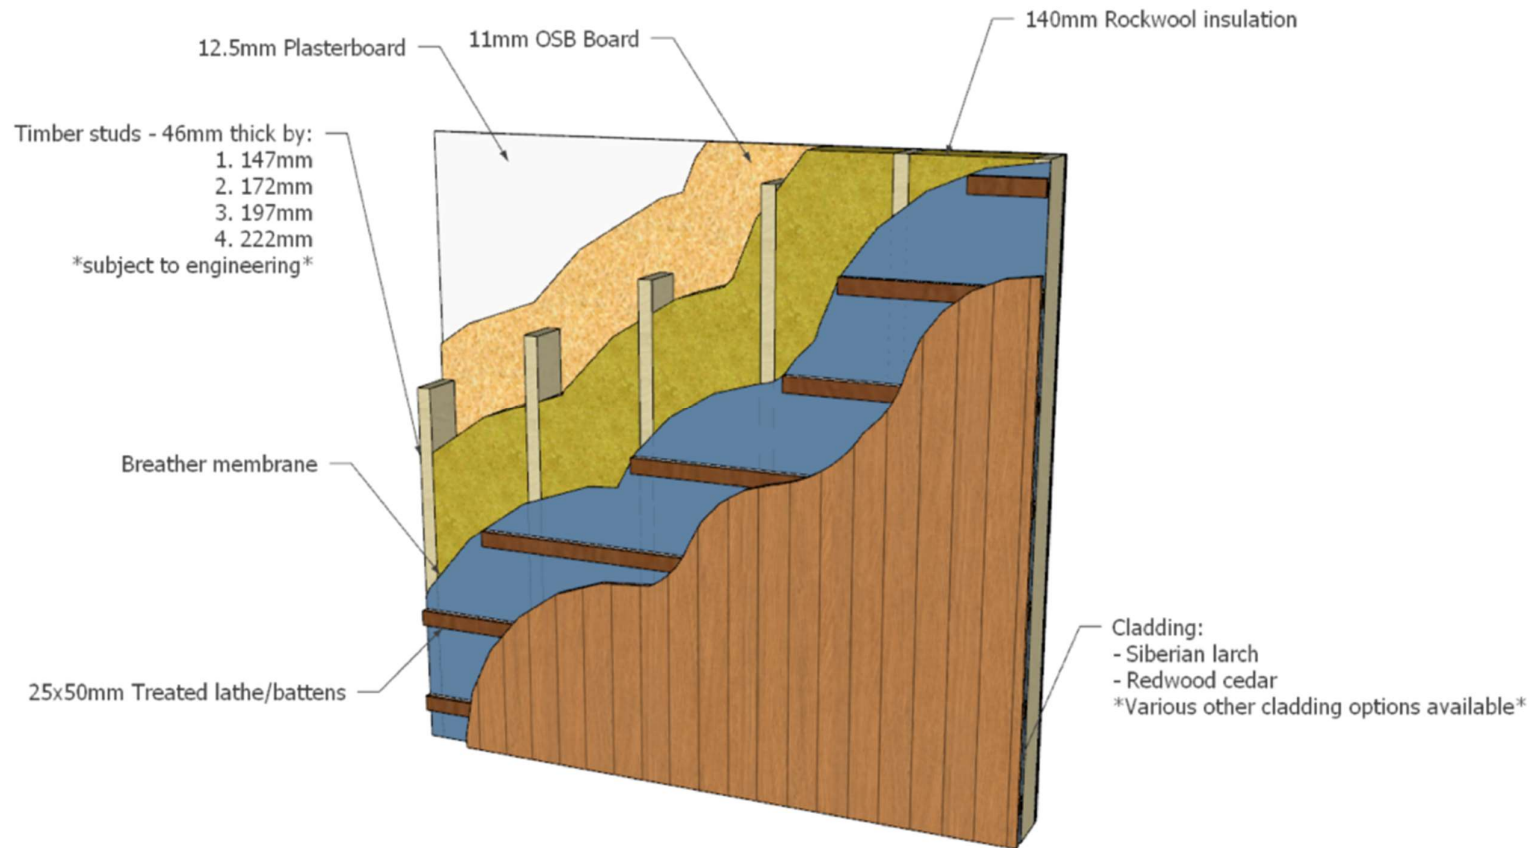 140mm Rockwool insulation
11mm OSB Board
12.5mm Plasterboard
Timber studs - 46mm thick by:
1. 147mm
2. 172mm
3. 197mm
4. 222mm
*subject to engineering*
Breather membrane
25x50mm Treated lathe/battens
Cladding:
- Siberian larch
- Redwood cedar
*Various other cladding options available*